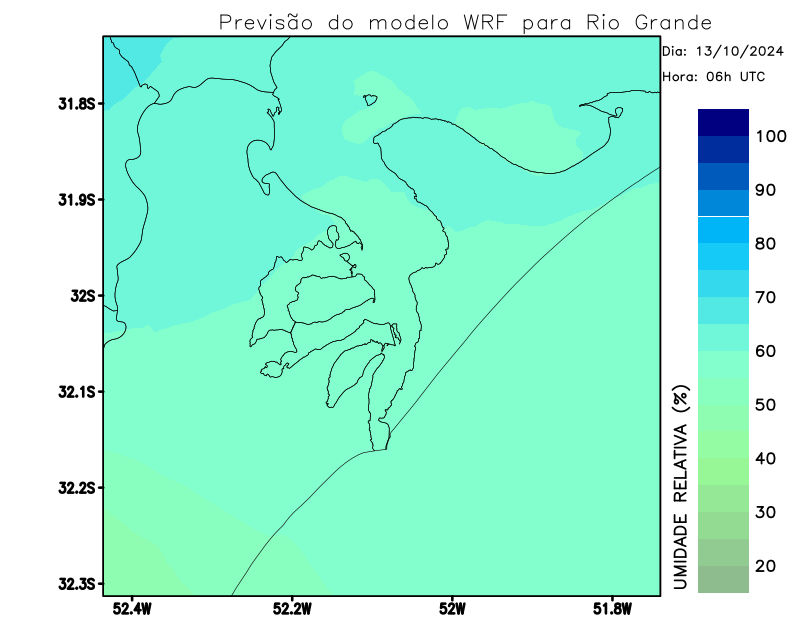 Previsão do modelo WRF para Rio Grande
Dia: 13/10/2024
Hora: 06h UTC
31.8S
31.9S
32S
32.1S
32.2S
32.3S
52.4W
52.2W
52W
51.8W
100
90
80
70
60
50
40
30
20
UMIDADE RELATIVA (%)